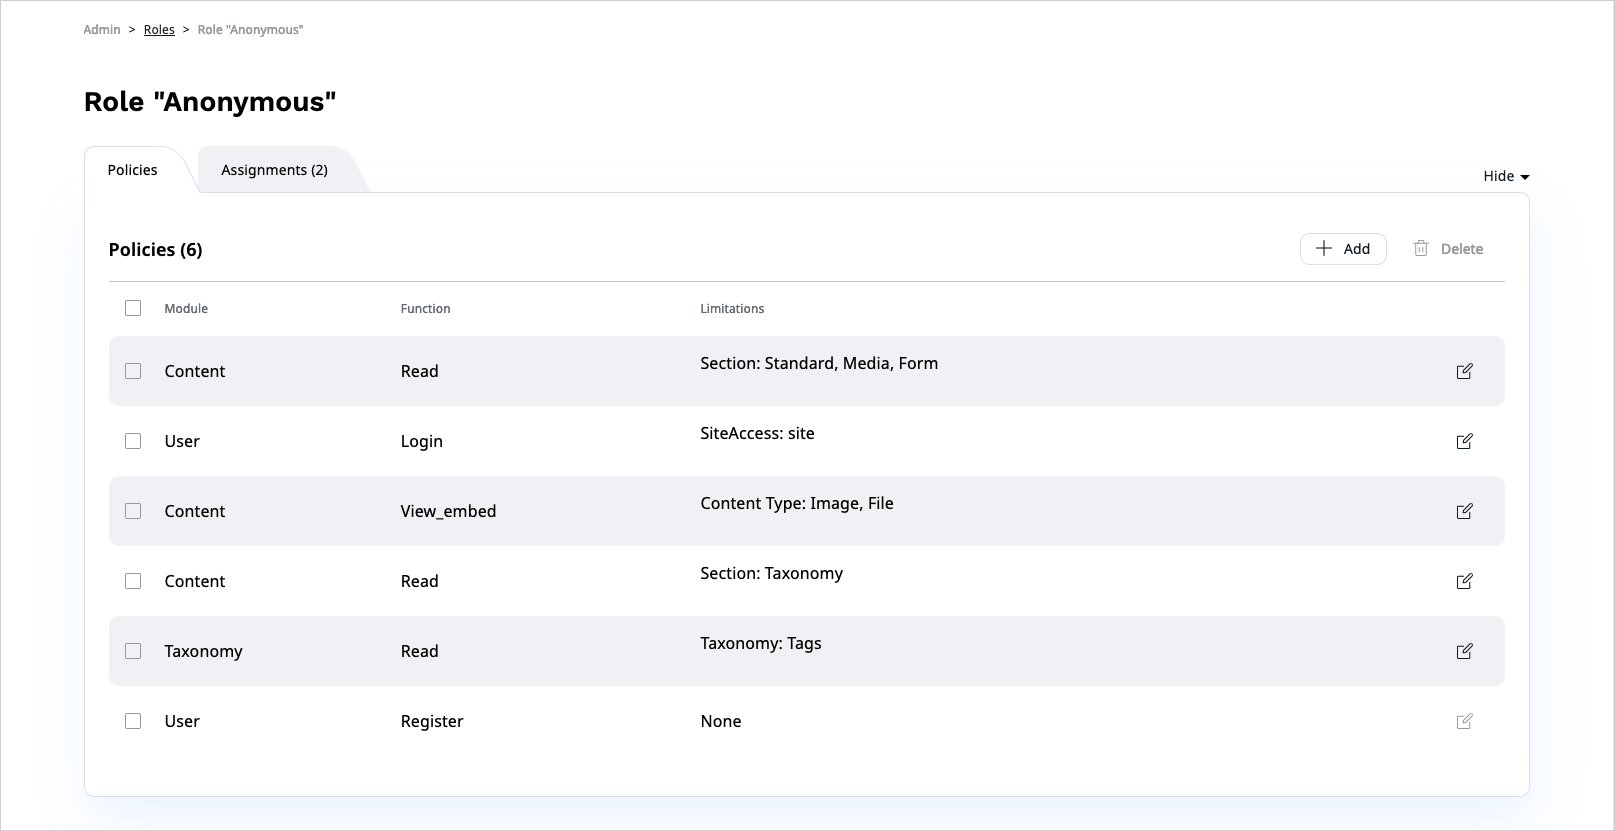 Admin > Roles > Role "Anonymous"
Role "Anonymous"
Policies
Assignments (2)
Hide
Policies (6)
Add
Delete
Module Function Limitations
Content Read Section: Standard, Media, Form
User Login SiteAccess: site
Content View_embed Content Type: Image, File
Content Read Section: Taxonomy
Taxonomy Read Taxonomy: Tags
User Register None